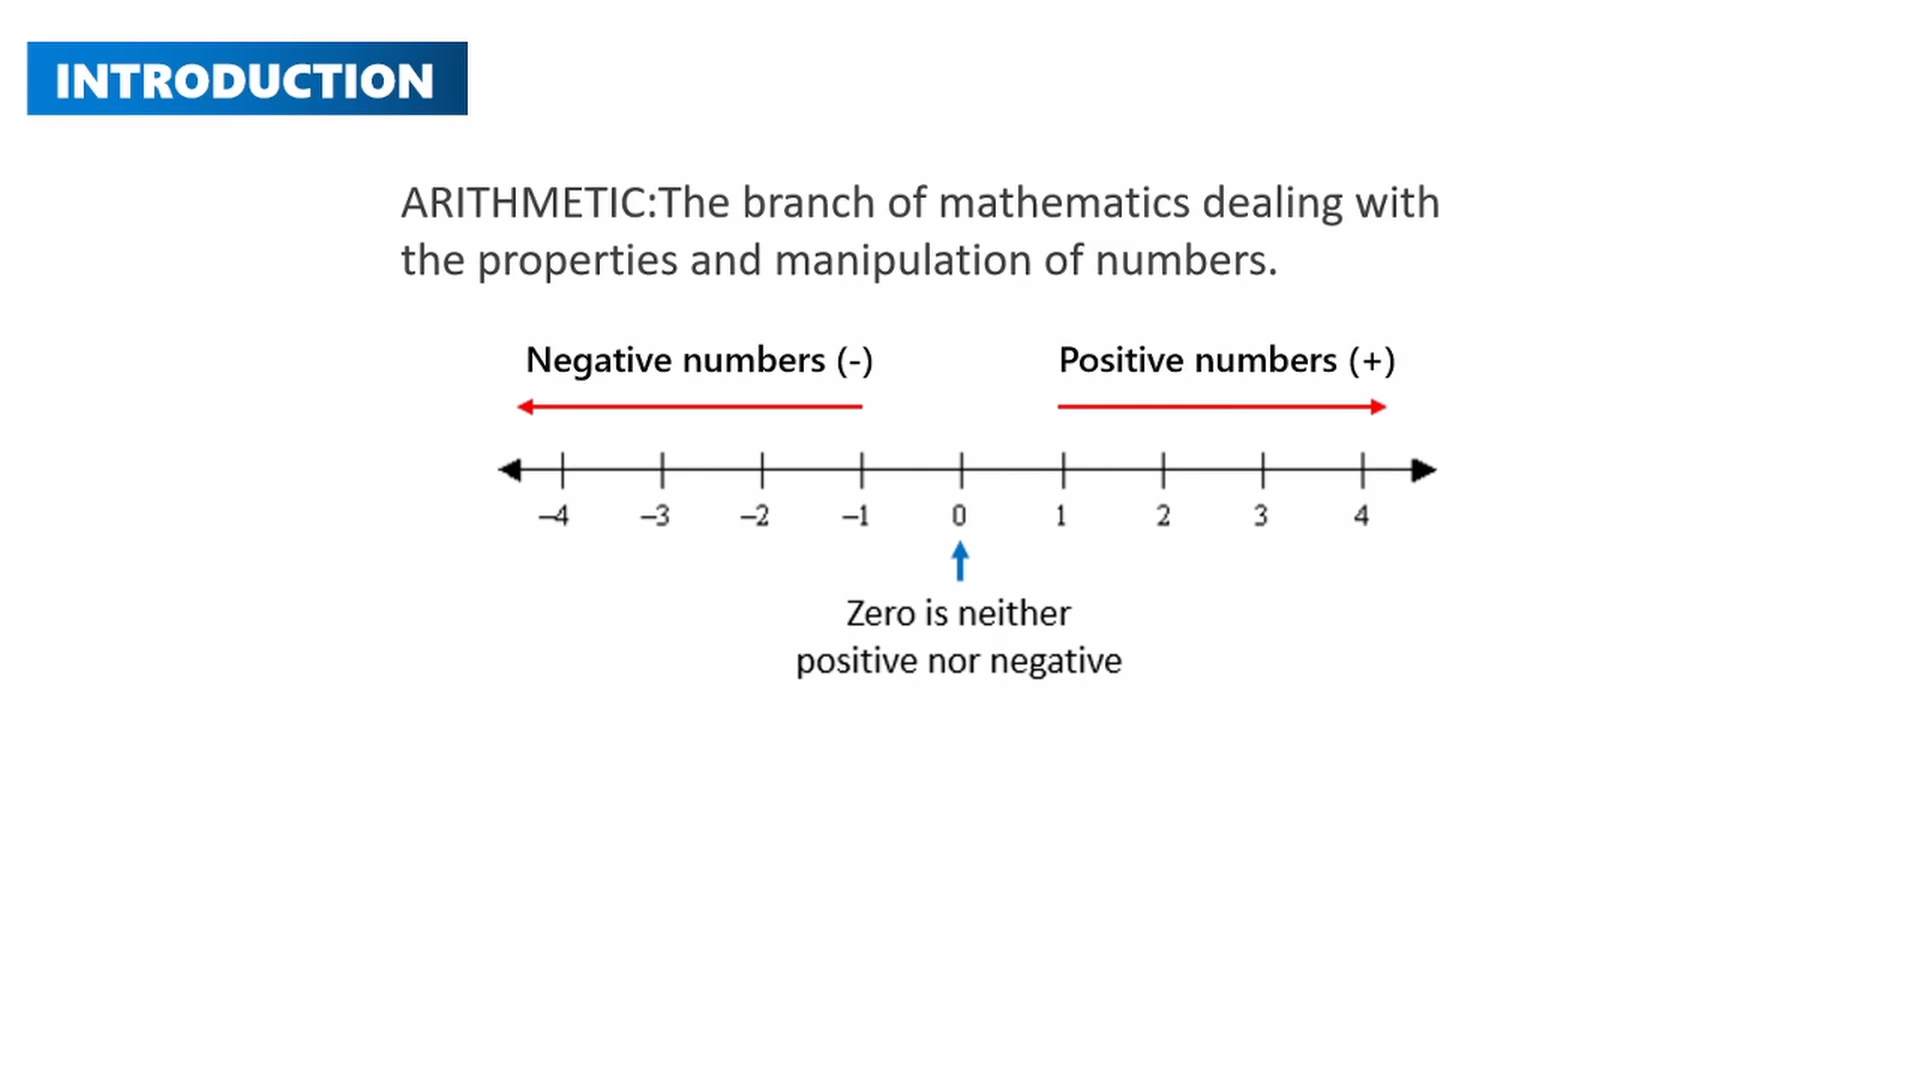 INTRODUCTION
ARITHMETIC:The branch of mathematics dealing with
the properties and manipulation of numbers.
Negative numbers (-) Positive numbers (+)
–4 –3 –2 –1 0 1 2 3 4
Zero is neither
positive nor negative